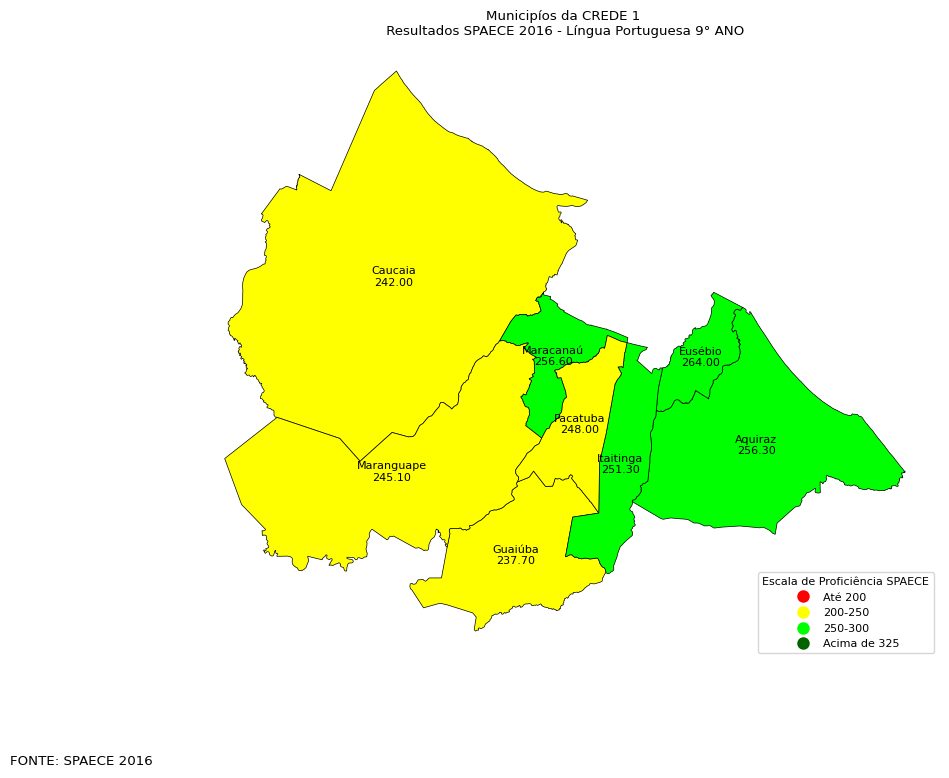 Municipíos da CREDE 1
Resultados SPAECE 2016 - Língua Portuguesa 9° ANO
Caucaia
242.00
Maracanaú
256.60
Eusébio
264.00
Pacatuba
248.00
Aquiraz
256.30
Itaitinga
251.30
Maranguape
245.10
Guaiúba
237.70
Escala de Proficiência SPAECE
Até 200
200-250
250-300
Acima de 325
FONTE: SPAECE 2016